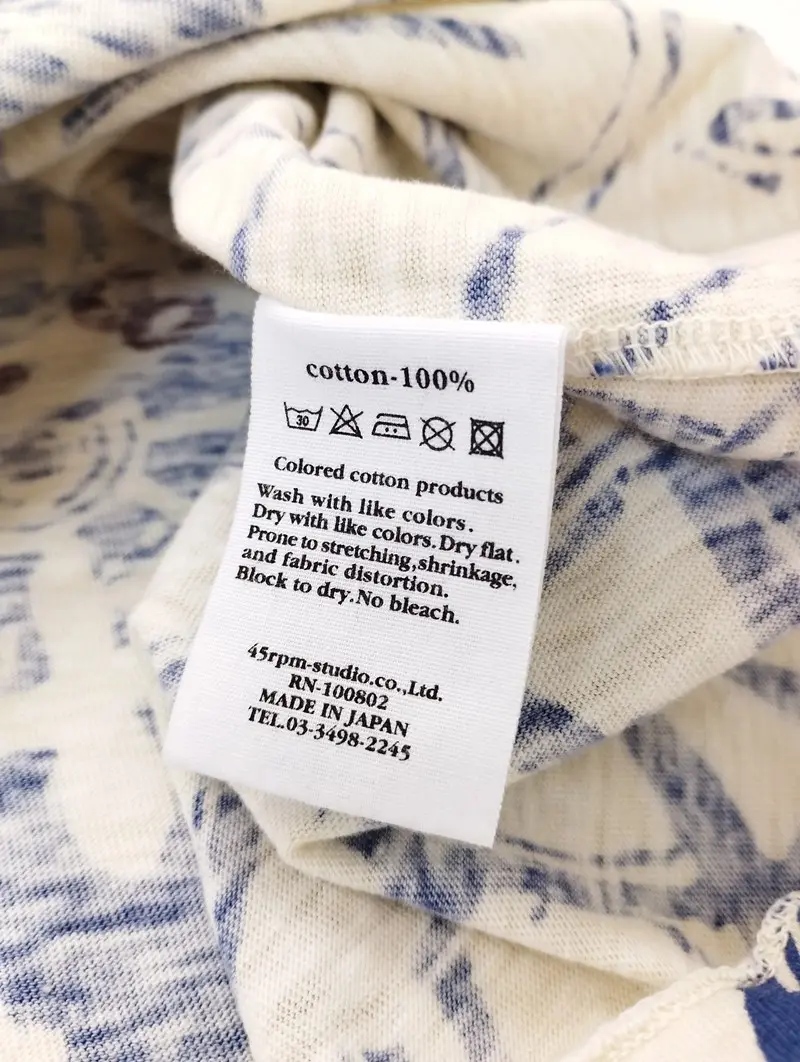 cotton-100%
30
Colored cotton products
Wash with like colors.
Dry with like colors. Dry flat.
Prone to stretching,shrinkage,
and fabric distortion.
Block to dry.No bleach.
45rpm-studio.co.,Ltd.
RN-100802
MADE IN JAPAN
TEL.03-3498-2245